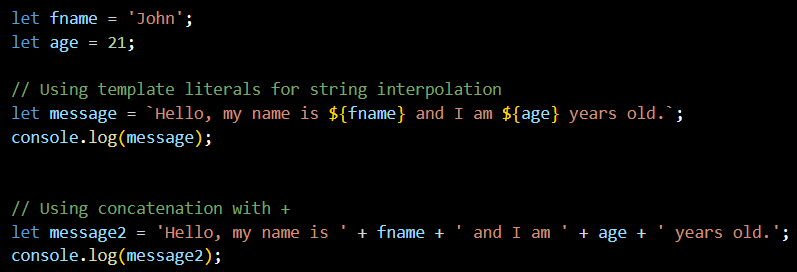 let fname = 'John';
let age = 21;
// Using template literals for string interpolation
let message = `Hello, my name is ${fname} and I am ${age} years old.`;
console.log(message);
// Using concatenation with +
let message2 = 'Hello, my name is ' + fname + ' and I am ' + age + ' years old.';
console.log(message2);